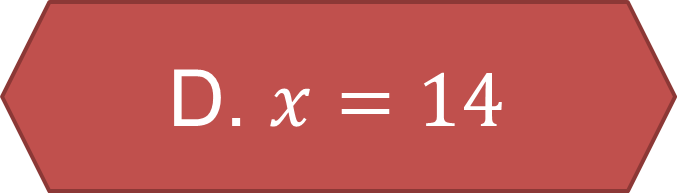 D. x = 14